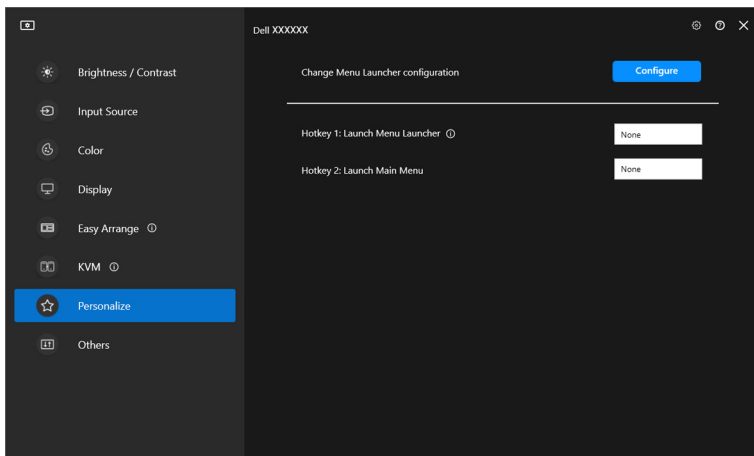 Dell XXXXXX
Brightness / Contrast
Input Source
Color
Display
Easy Arrange
KVM
Personalize
Others
Change Menu Launcher configuration
Configure
Hotkey 1: Launch Menu Launcher
None
Hotkey 2: Launch Main Menu
None